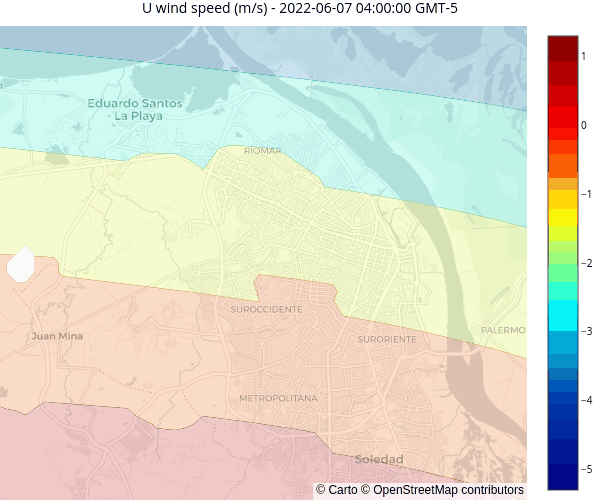 U wind speed (m/s) - 2022-06-07 04:00:00 GMT-5
Eduardo Santos
- La Playa
RIOMAR
SUROCCIDENTE
SURORIENTE
PALERMO
Juan Mina
METROPOLITANA
Soledad
© Carto © OpenStreetMap contributors
1
0
−1
−2
−3
−4
−5